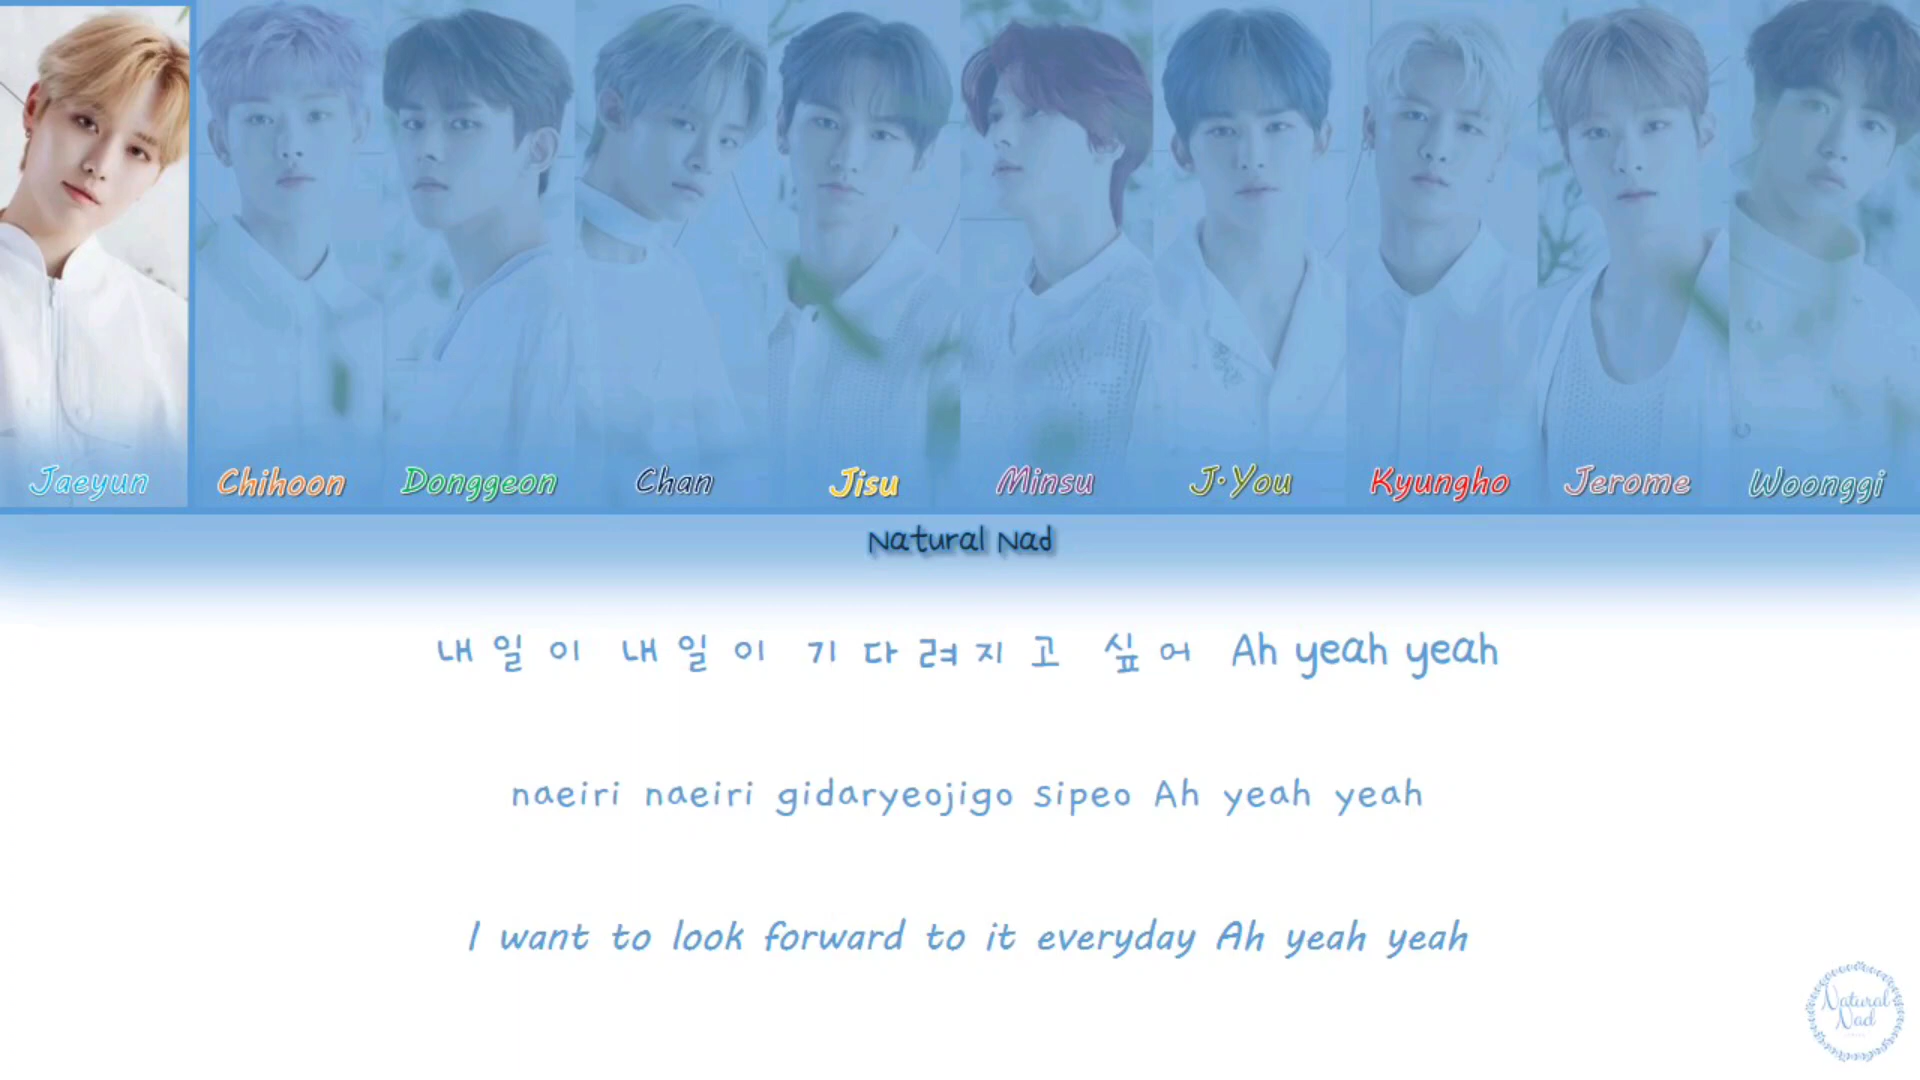 Jaeyun Chihoon Donggeon Chan Jisu Minsu J·You Kyungho Jerome Woonggi
Natural Nad
내일이 내일이 기다려지고 싶어 Ah yeah yeah
naeiri naeiri gidaryeojigo sipeo Ah yeah yeah
I want to look forward to it everyday Ah yeah yeah
Natural
Nad